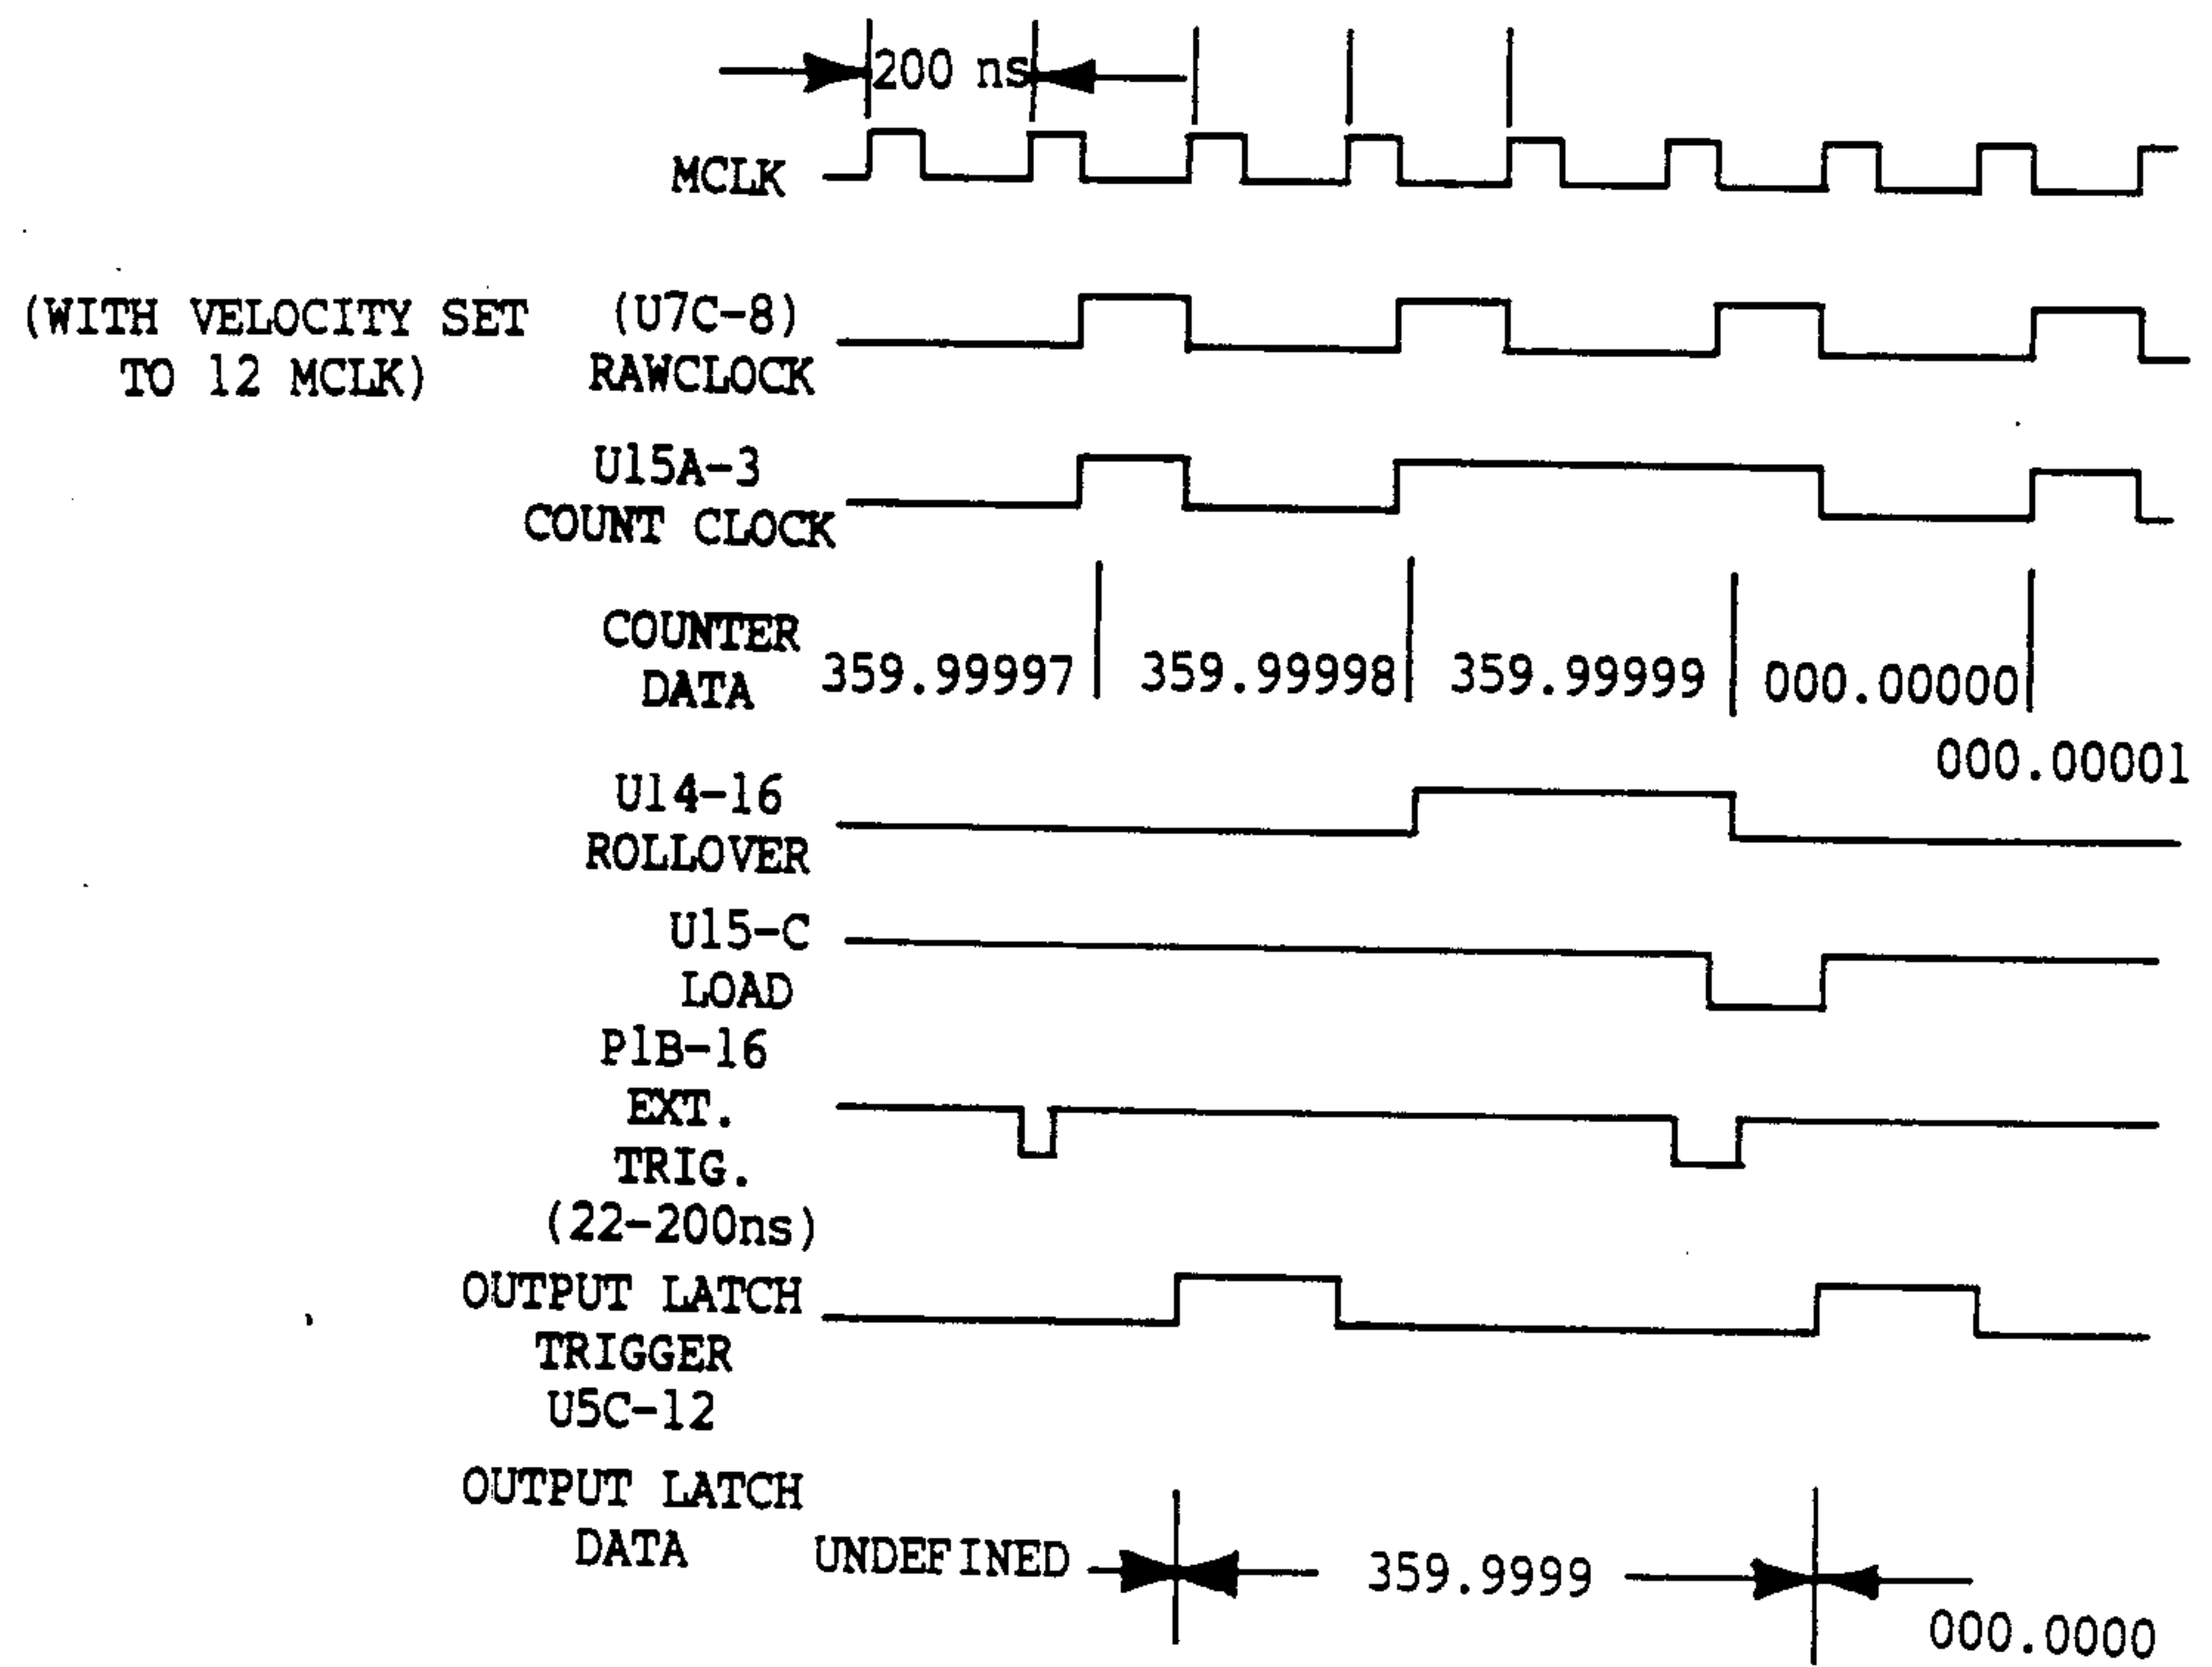 200 ns
MCLK
(WITH VELOCITY SET
TO 12 MCLK)
(U7C-8)
RAWCLOCK
U15A-3
COUNT CLOCK
COUNTER
DATA
359.99997
359.99998
359.99999
000.00000
000.00001
U14-16
ROLLOVER
U15-C
LOAD
P1B-16
EXT.
TRIG.
(22-200ns)
OUTPUT LATCH
TRIGGER
U5C-12
OUTPUT LATCH
DATA
UNDEFINED
359.9999
000.0000